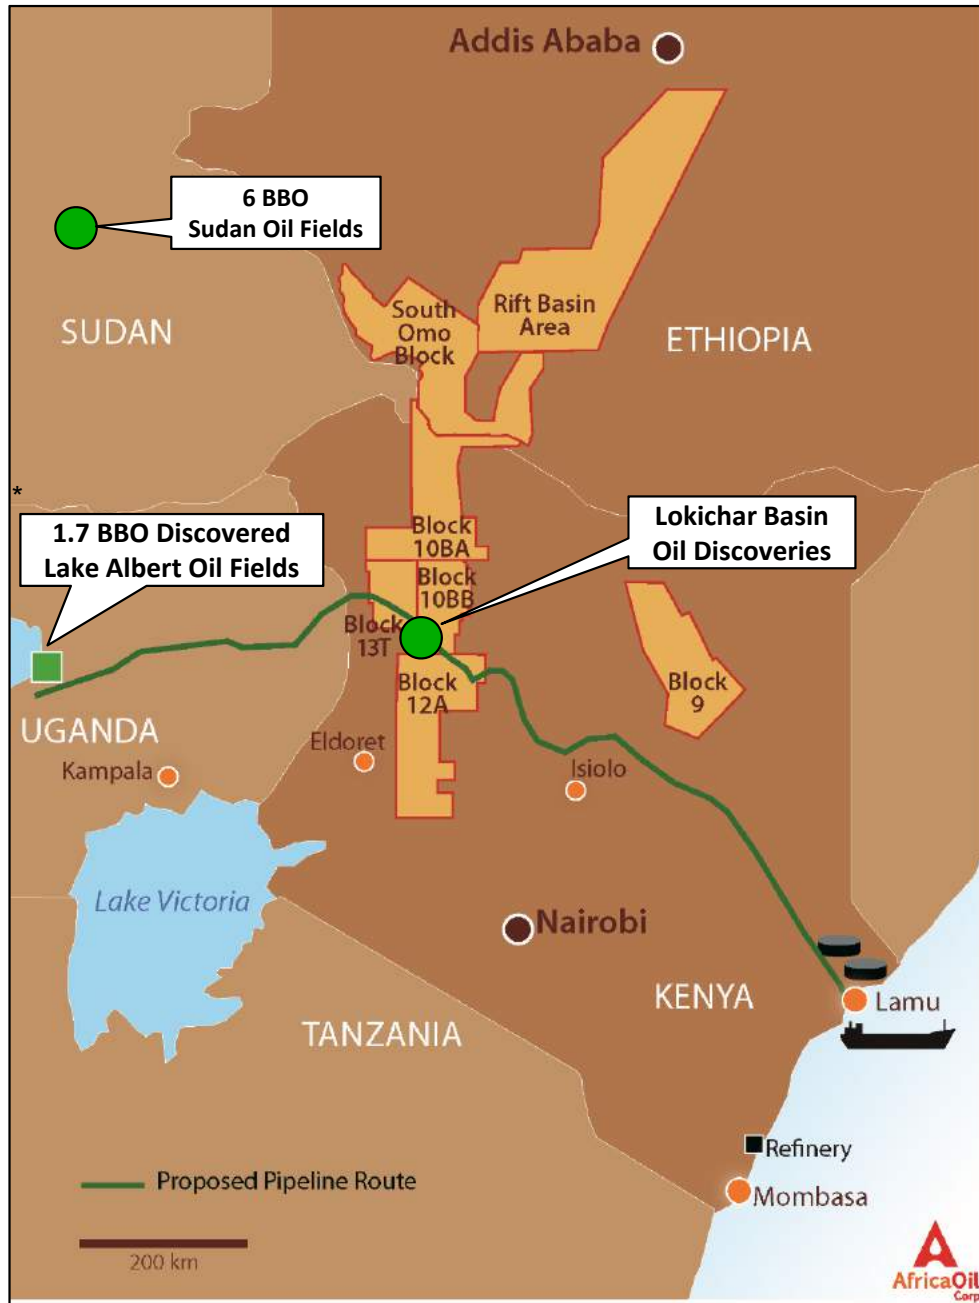 Addis Ababa
6 BBO
Sudan Oil Fields
SUDAN
South
Omo
Block
Rift Basin
Area
ETHIOPIA
*
1.7 BBO Discovered
Lake Albert Oil Fields
Lokichar Basin
Oil Discoveries
Block
10BA
Block
10BB
Block
13T
Block
12A
Block
9
UGANDA
Kampala
Eldoret
Isiolo
Lake Victoria
Nairobi
KENYA
Lamu
TANZANIA
Refinery
Mombasa
Proposed Pipeline Route
200 km
AfricaOil
Corp